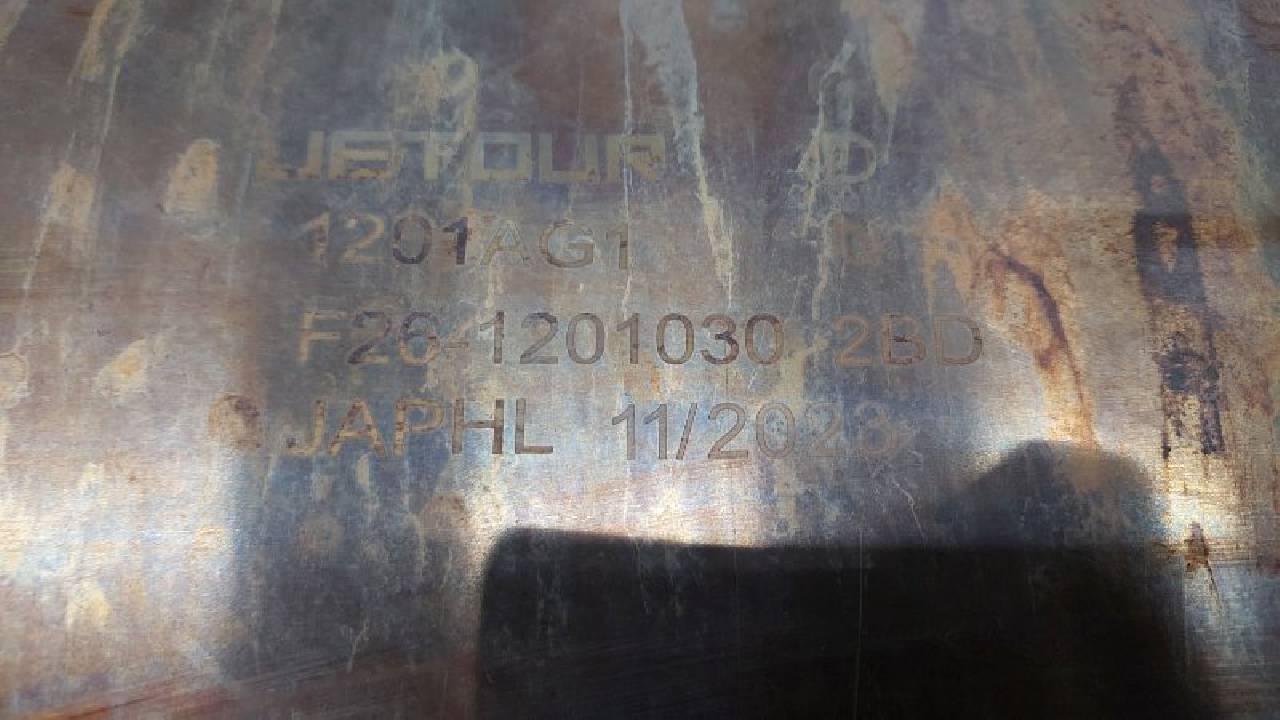 JETOUR D
1201AG1
F26-1201030 2BD
JAPHL 11/2023